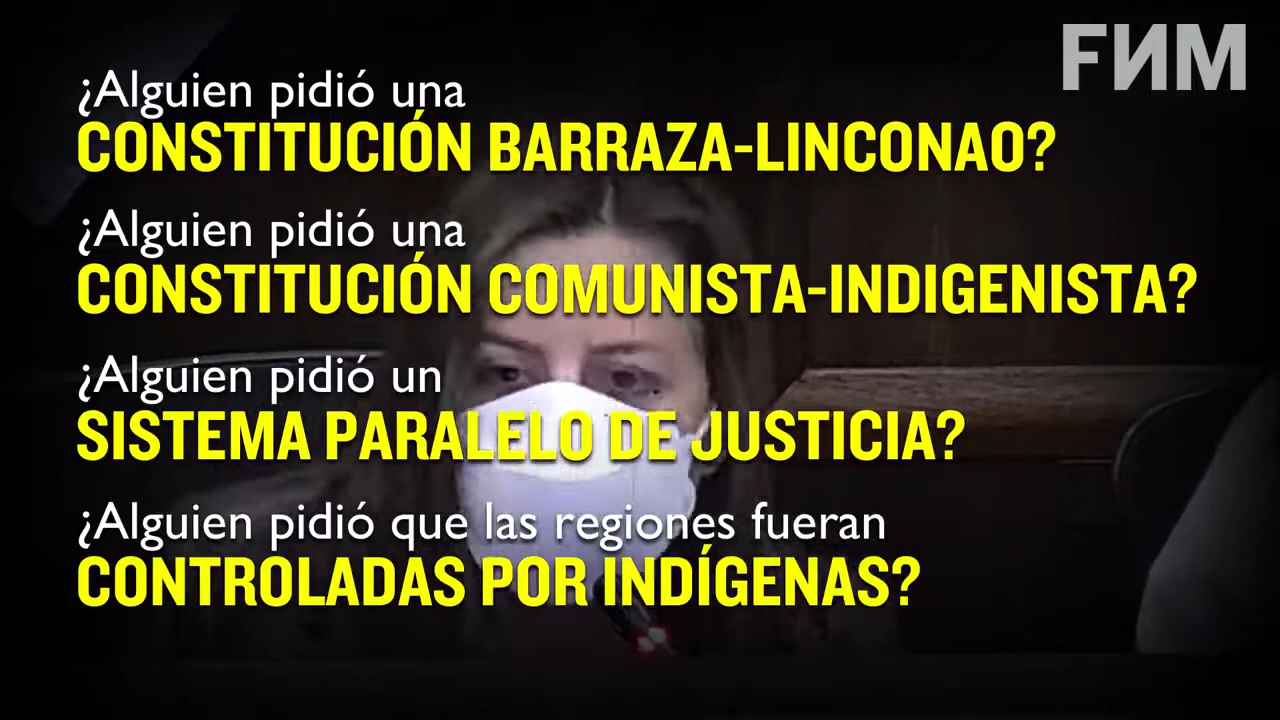 FИM
¿Alguien pidió una
CONSTITUCIÓN BARRAZA-LINCONAO?
¿Alguien pidió una
CONSTITUCIÓN COMUNISTA-INDIGENISTA?
¿Alguien pidió un
SISTEMA PARALELO DE JUSTICIA?
¿Alguien pidió que las regiones fueran
CONTROLADAS POR INDÍGENAS?